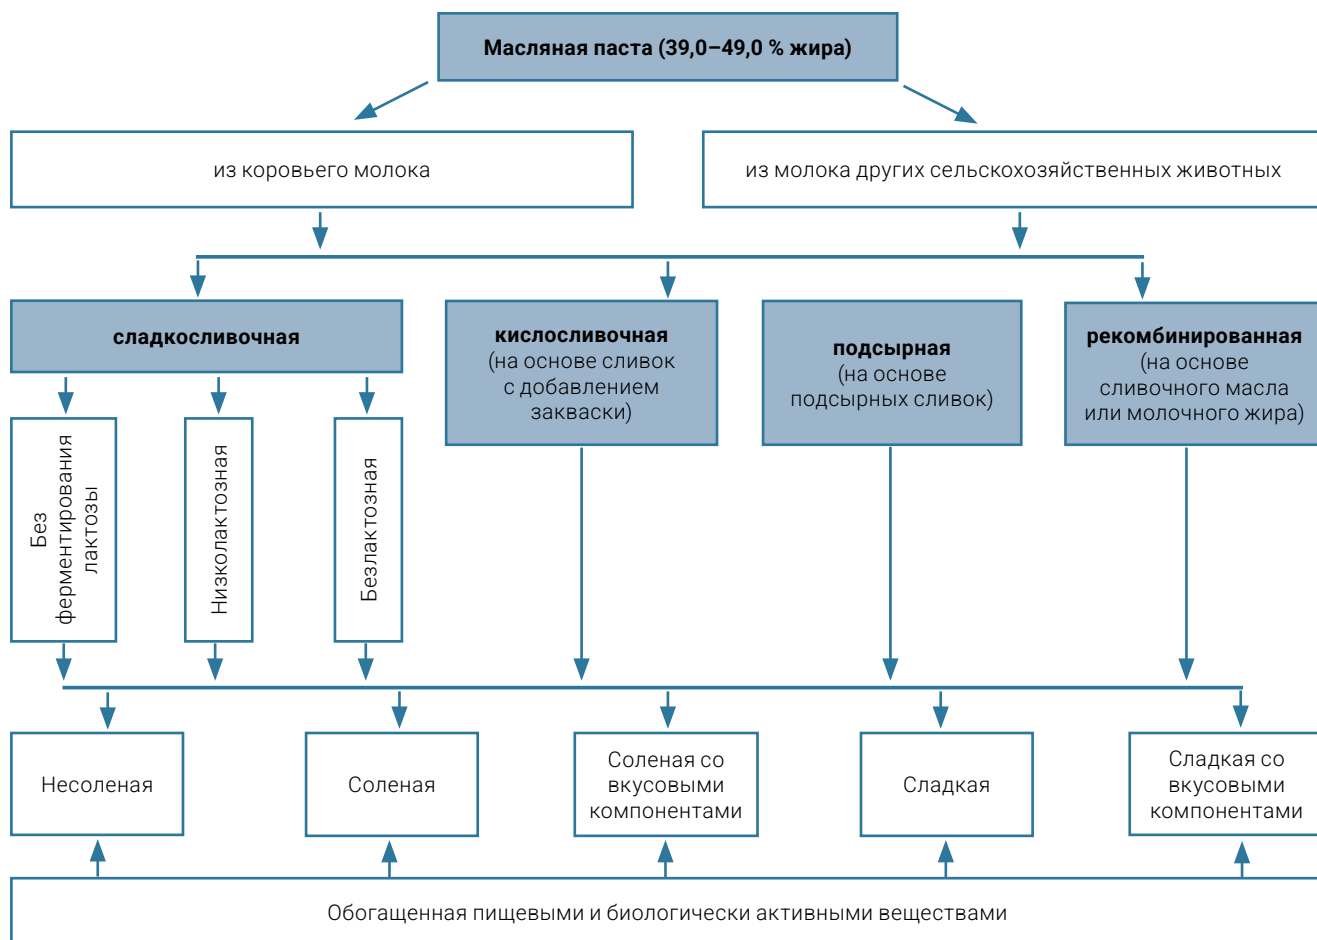 Масляная паста (39,0–49,0 % жира)
из коровьего молока
из молока других сельскохозяйственных животных
сладкосливочная
кислосливочная
(на основе сливок
с добавлением
закваски)
подсырная
(на основе
подсырных сливок)
рекомбинированная
(на основе
сливочного масла
или молочного жира)
Без
ферментирования
лактозы
Низколактозная
Безлактозная
Несоленая
Соленая
Соленая со
вкусовыми
компонентами
Сладкая
Сладкая со
вкусовыми
компонентами
Обогащенная пищевыми и биологически активными веществами